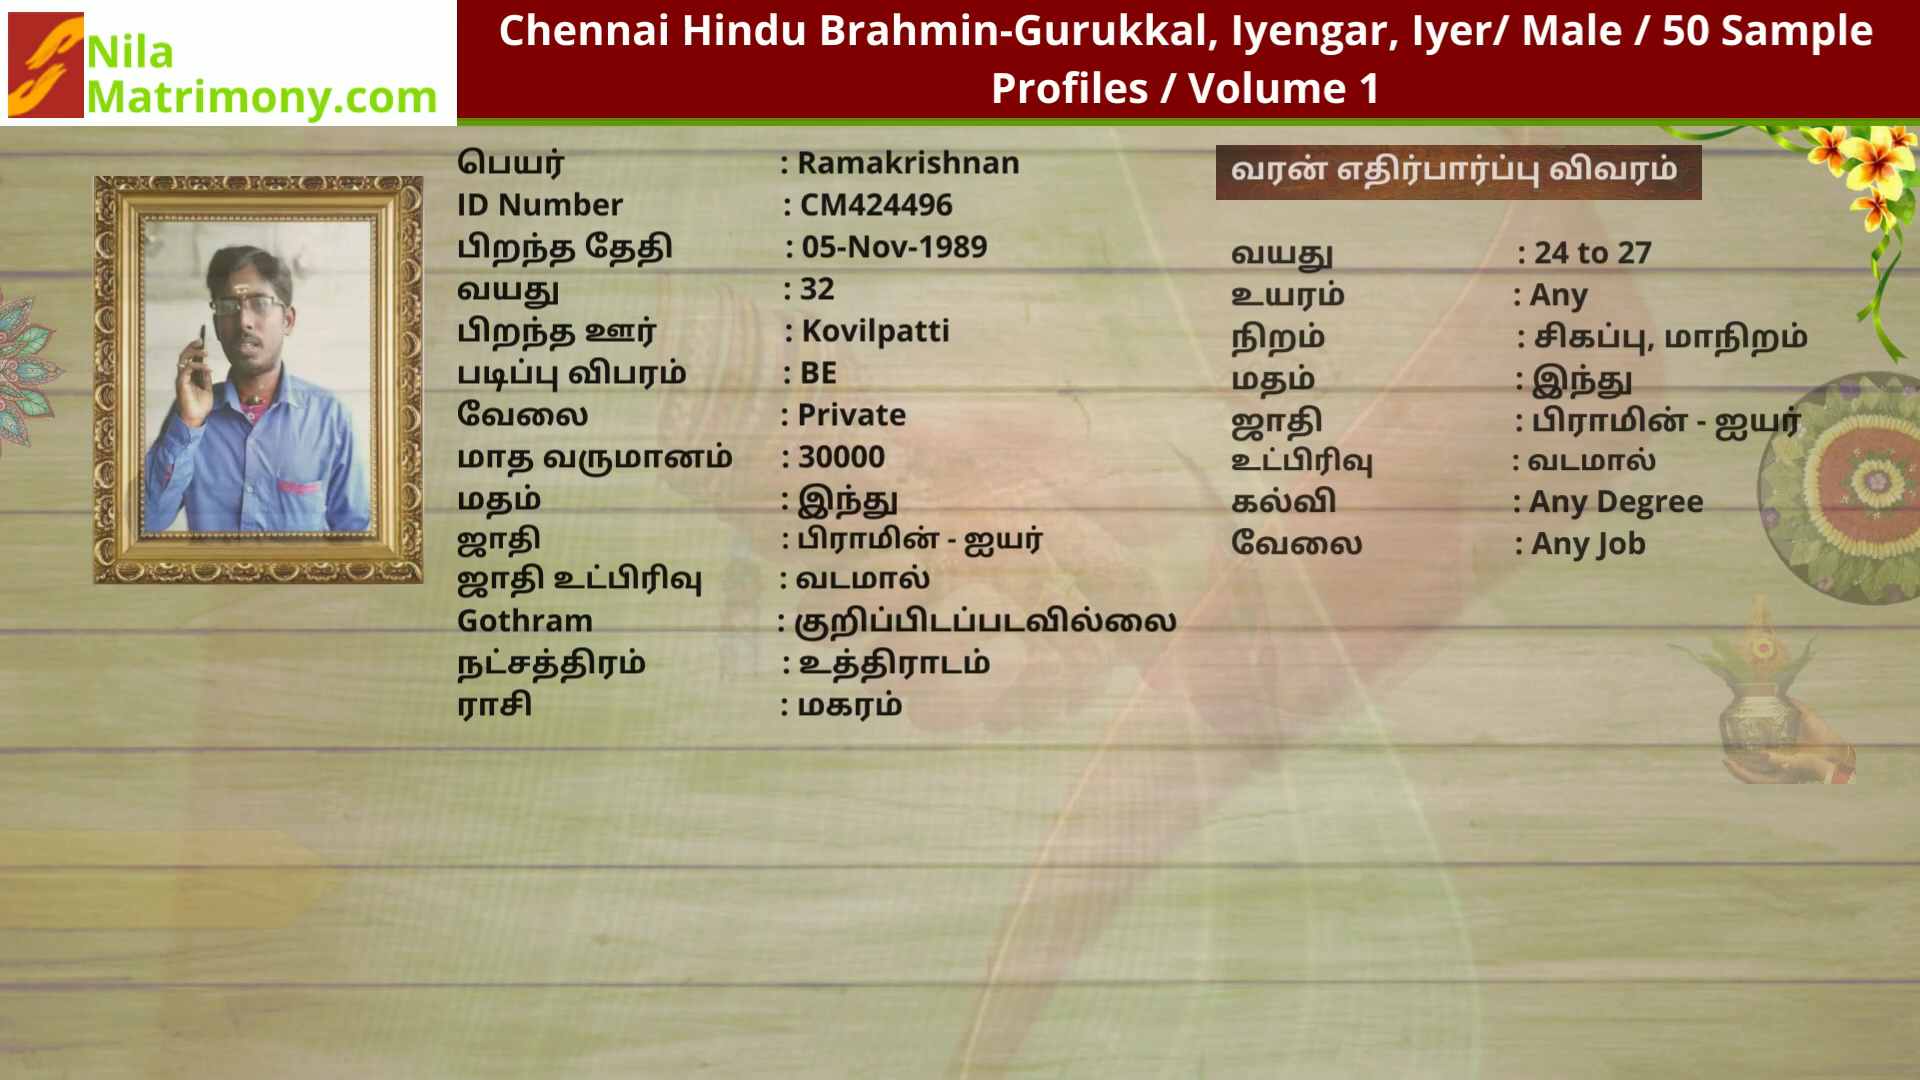 Nila
Matrimony.com
Chennai Hindu Brahmin-Gurukkal, Iyengar, Iyer/ Male / 50 Sample
Profiles / Volume 1
பெயர் : Ramakrishnan
ID Number : CM424496
பிறந்த தேதி : 05-Nov-1989
வயது : 32
பிறந்த ஊர் : Kovilpatti
படிப்பு விபரம் : BE
வேலை : Private
மாத வருமானம் : 30000
மதம் : இந்து
ஜாதி : பிராமின் - ஐயர்
ஜாதி உட்பிரிவு : வடமால்
Gothram : குறிப்பிடப்படவில்லை
நட்சத்திரம் : உத்திராடம்
ராசி : மகரம்
வரன் எதிர்பார்ப்பு விவரம்
வயது : 24 to 27
உயரம் : Any
நிறம் : சிகப்பு, மாநிறம்
மதம் : இந்து
ஜாதி : பிராமின் - ஐயர்
உட்பிரிவு : வடமால்
கல்வி : Any Degree
வேலை : Any Job